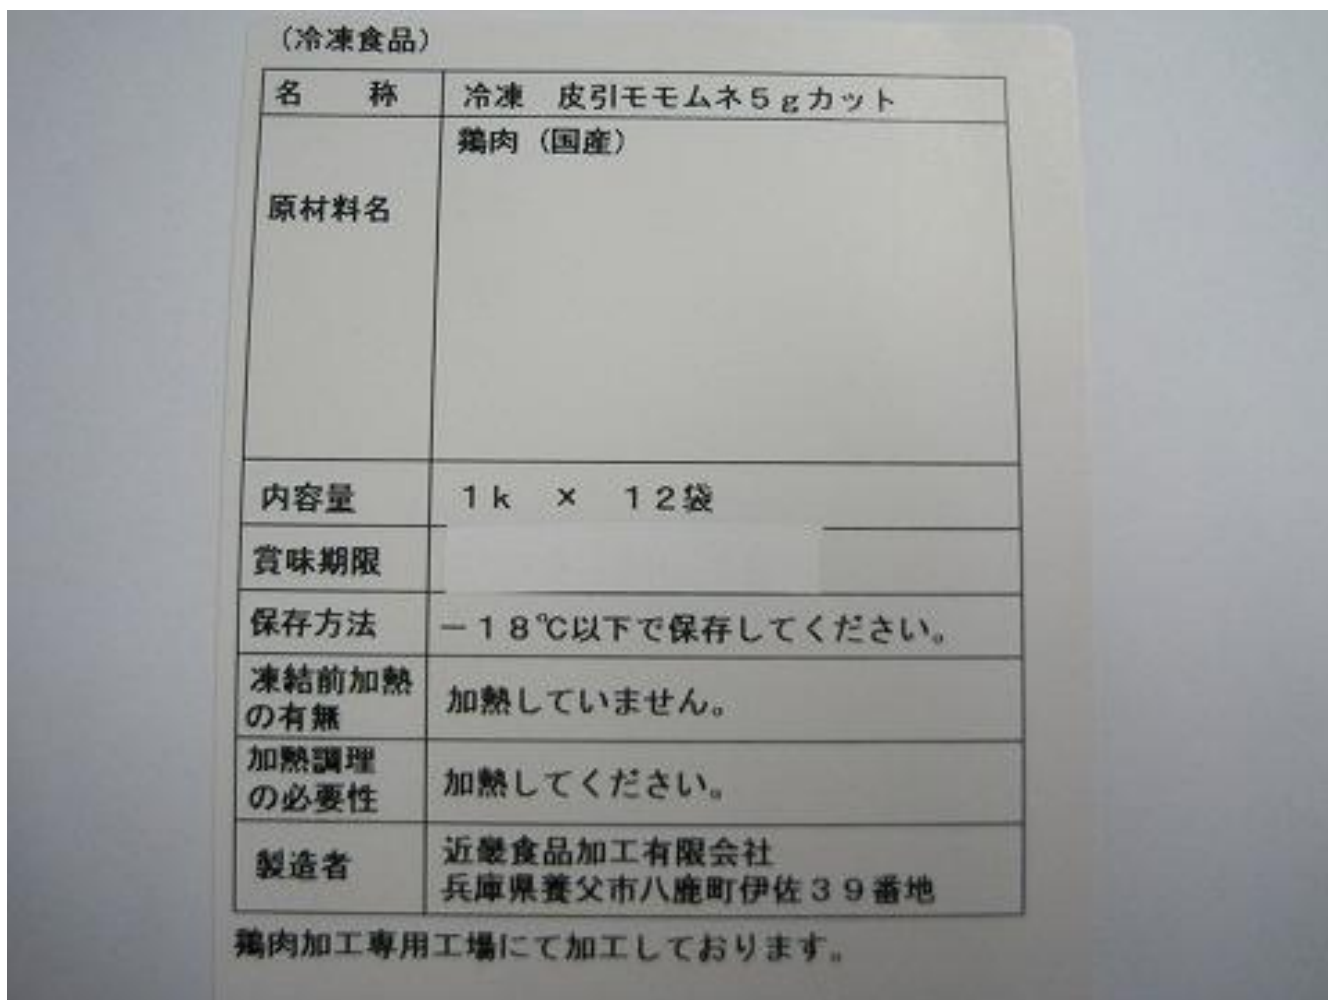 (冷凍食品)
名　称　冷凍　皮引モモムネ5gカット
原材料名　鶏肉(国産)
内容量　1k　×　12袋
賞味期限
保存方法　-18℃以下で保存してください。
凍結前加熱の有無　加熱していません。
加熱調理の必要性　加熱してください。
製造者　近畿食品加工有限会社
兵庫県養父市八鹿町伊佐39番地
鶏肉加工専用工場にて加工しております。